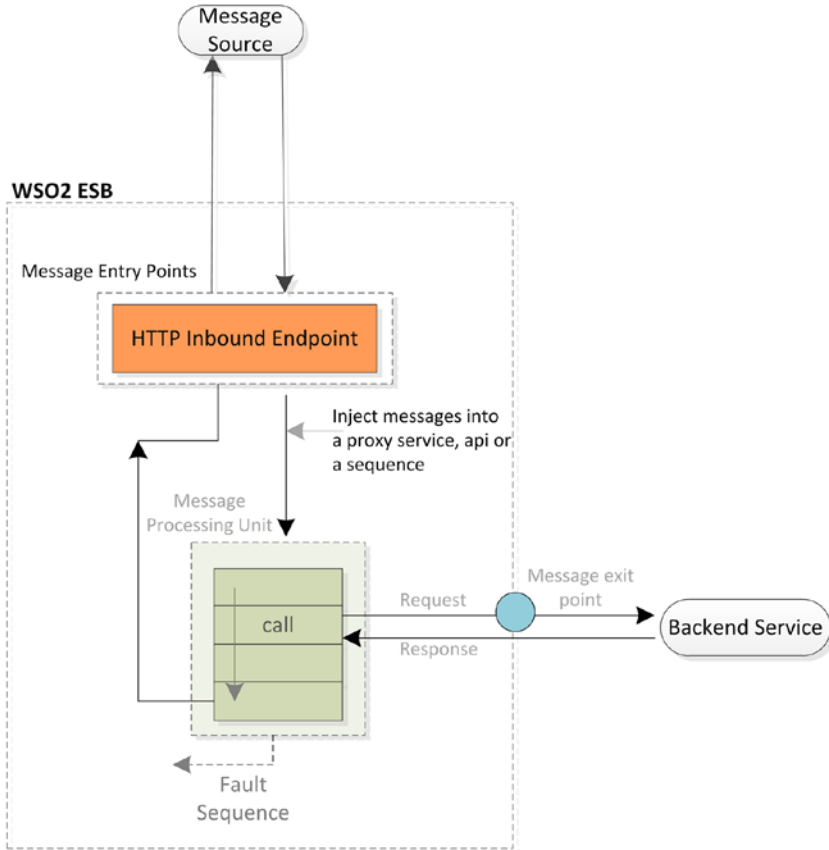 Message
Source
WSO2 ESB
Message Entry Points
HTTP Inbound Endpoint
Inject messages into
a proxy service, api or
a sequence
Message
Processing Unit
call
Request
Message exit
point
Backend Service
Response
Fault
Sequence